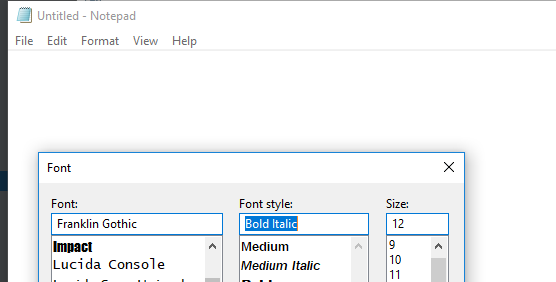 Untitled - Notepad
File Edit Format View Help
Font
Font: Font style: Size:
Franklin Gothic Bold Italic 12
Impact Medium 9
Lucida Console Medium Italic 10
11